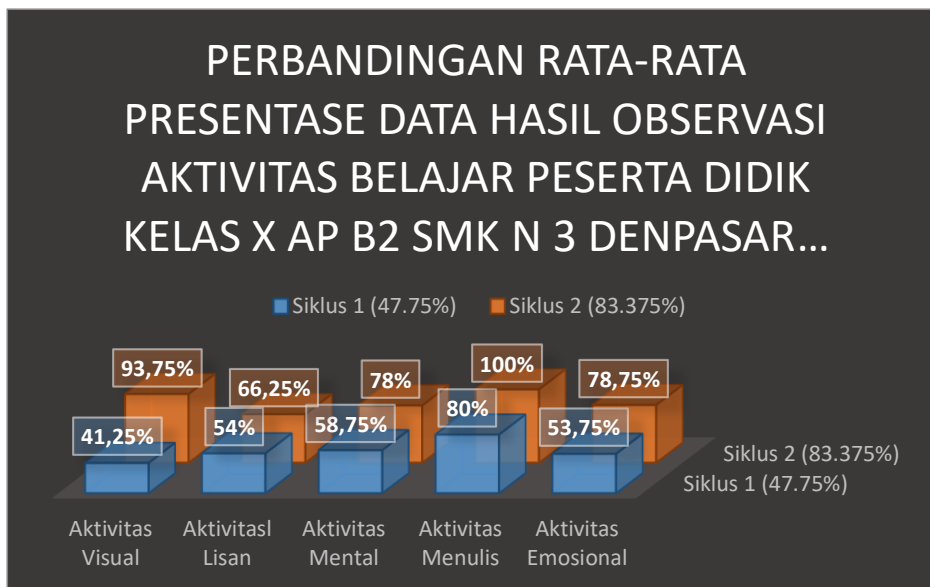 PERBANDINGAN RATA-RATA
PRESENTASE DATA HASIL OBSERVASI
AKTIVITAS BELAJAR PESERTA DIDIK
KELAS X AP B2 SMK N 3 DENPASAR...
Siklus 1 (47.75%) Siklus 2 (83.375%)
93,75% 66,25% 78% 100% 78,75%
41,25% 54% 58,75% 80% 53,75%
Siklus 2 (83.375%)
Siklus 1 (47.75%)
Aktivitas Visual
AktivitasI Lisan
Aktivitas Mental
Aktivitas Menulis
Aktivitas Emosional